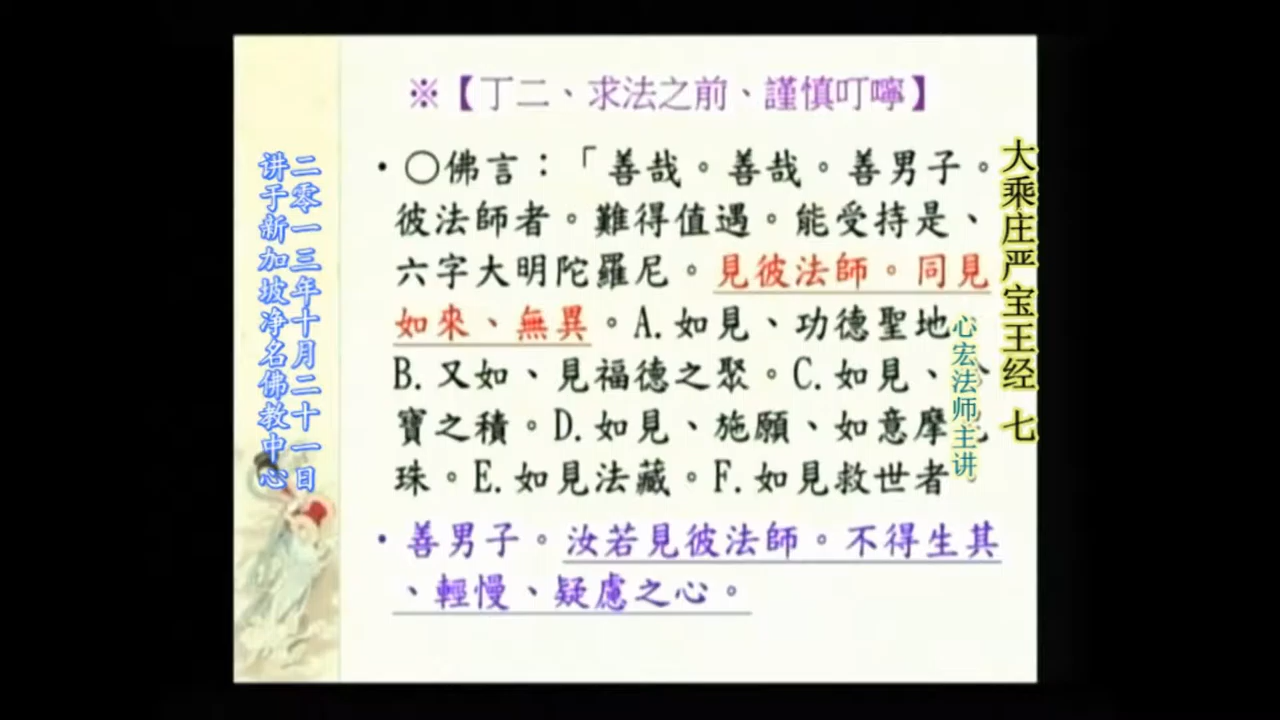 ※【丁二、求法之前、謹慎叮嚀】
•〇佛言：「善哉。善哉。善男子。
彼法師者。難得值遇。能受持是、
六字大明陀羅尼。見彼法師。同見
如來、無異。A.如見、功德聖地
B.又如、見福德之聚。C.如見、
寶之積。D.如見、施願、如意摩
珠。E.如見法藏。F.如見救世者
•善男子。汝若見彼法師。不得生其
、輕慢、疑慮之心。
大乘庄严宝王经 七
心宏法师主讲
二零一三年十月二十一日
讲于新加坡净名佛教中心